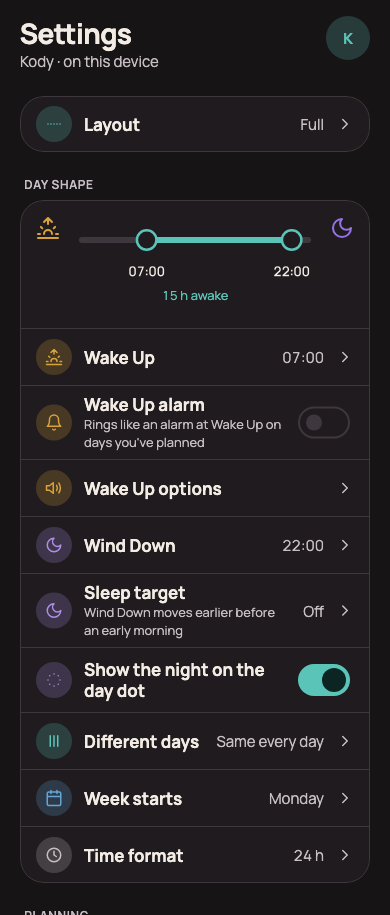 Settings
K
Kody · on this device
Layout
Full
DAY SHAPE
07:00
22:00
15 h awake
Wake Up
07:00
Wake Up alarm
Rings like an alarm at Wake Up on
days you've planned
Wake Up options
Wind Down
22:00
Sleep target
Wind Down moves earlier before
an early morning
Off
Show the night on the
day dot
Different days
Same every day
Week starts
Monday
Time format
24 h
PLANNING